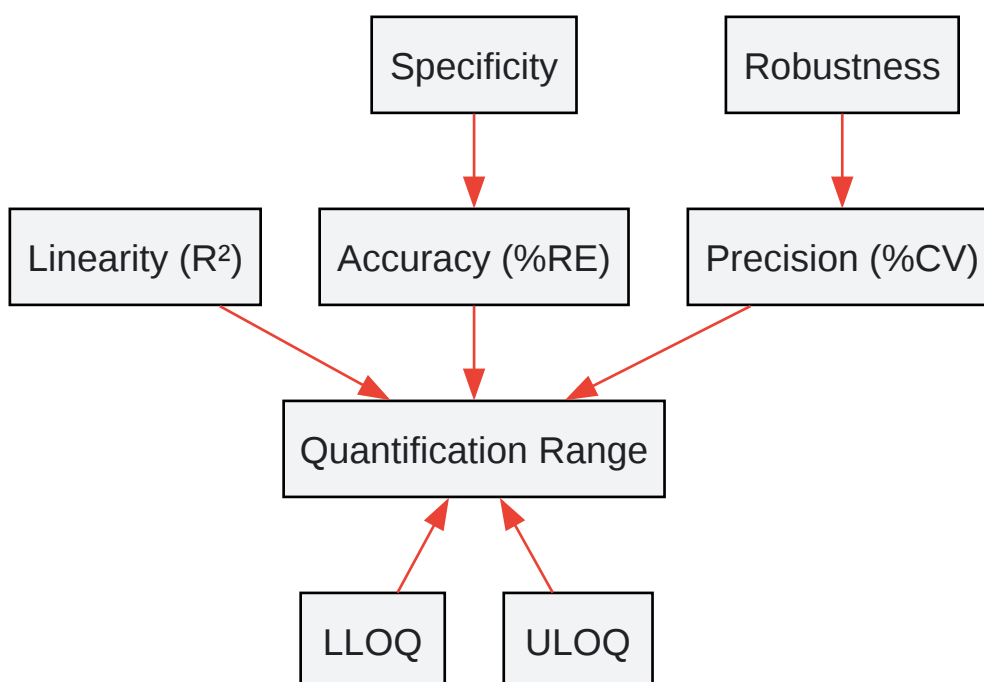 Specificity
Robustness
Linearity (R²)
Accuracy (%RE)
Precision (%CV)
Quantification Range
LLOQ
ULOQ